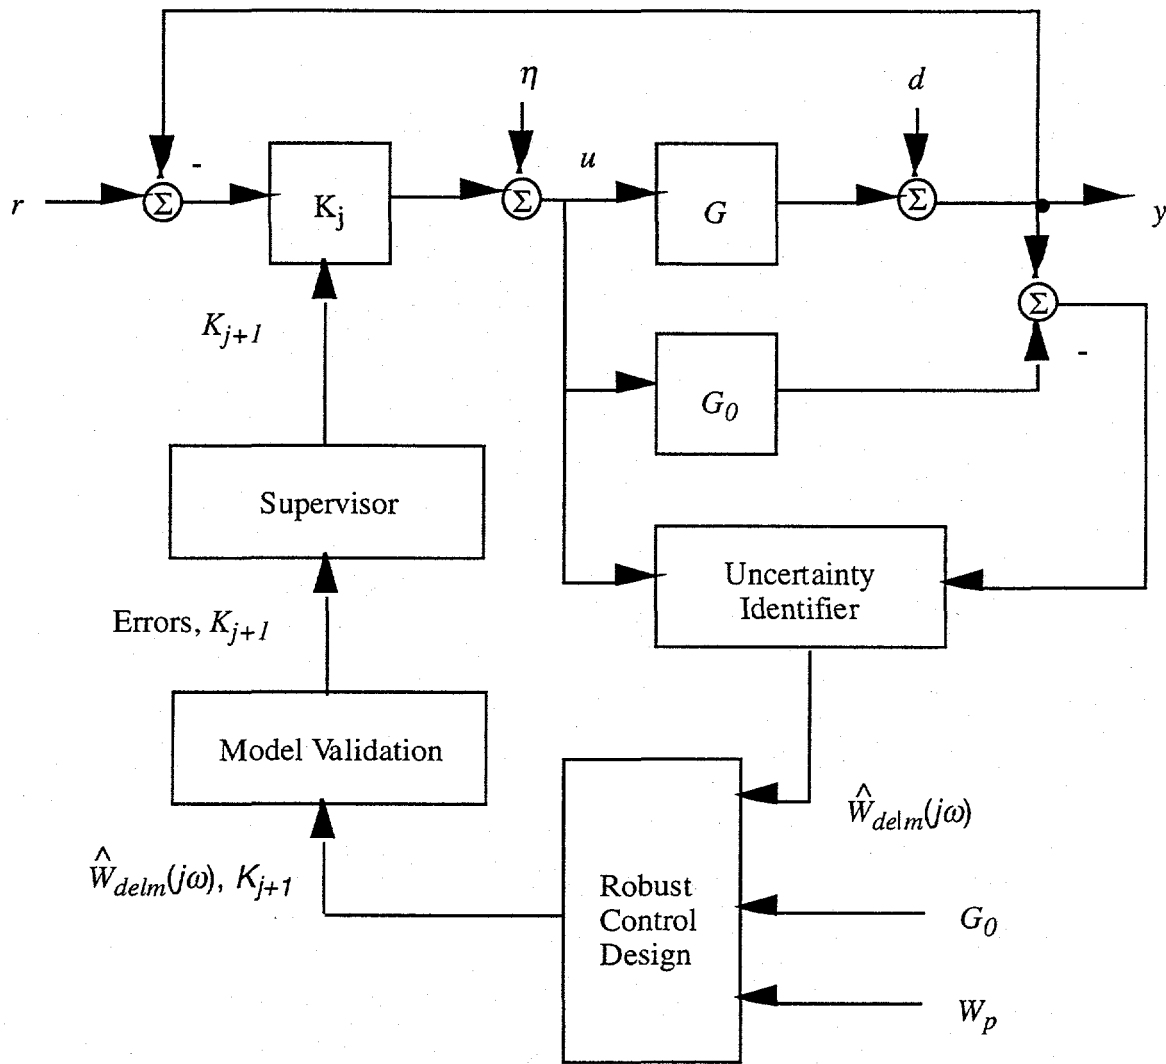 η
d
-
u
r
Σ
K_j
Σ
G
Σ
y
Σ
K_{j+1}
-
G_0
Supervisor
Uncertainty
Identifier
Errors, K_{j+1}
Model Validation
Ŵ_{delm}(jω)
Ŵ_{delm}(jω), K_{j+1}
Robust
Control
Design
G_0
W_p